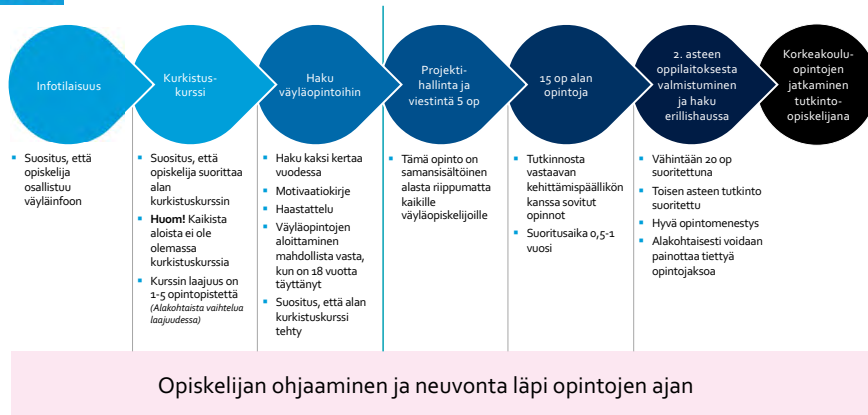 Infotilaisuus
Kurkistus-
kurssi
Haku
väyläopintoihin
Projekti-
hallinta ja
viestintä 5 op
15 op alan
opintoja
2. asteen
oppilaitoksesta
valmistuminen
ja haku
erillishaussa
Korkeakoulu-
opintojen
jatkaminen
tutkinto-
opiskelijana
▪ Suositus, että
opiskelija
osallistuu
väyläinfoon
▪ Suositus, että
opiskelija suorittaa
alan
kurkistuskurssin
▪ Huom! Kaikista
aloista ei ole
olemassa
kurkistuskurssia
▪ Kurssin laajuus on
1-5 opintopistettä
(Alakohtaista vaihtelua
laajuudessa)
▪ Haku kaksi kertaa
vuodessa
▪ Motivaatiokirje
▪ Haastattelu
▪ Väyläopintojen
aloittaminen
mahdollista vasta,
kun on 18 vuotta
täyttänyt
▪ Suositus, että alan
kurkistuskurssi
tehty
▪ Tämä opinto on
samansisältöinen
alasta riippumatta
kaikille
väyläopiskelijoille
▪ Tutkinnosta
vastaavan
kehittämispäällikön
kanssa sovitut
opinnot
▪ Suoritusaika 0,5-1
vuosi
▪ Vähintään 20 op
suoritettuna
▪ Toisen asteen tutkinto
suoritettu
▪ Hyvä opintomenestys
▪ Alakohtaisesti voidaan
painottaa tiettyä
opintojaksoa
Opiskelijan ohjaaminen ja neuvonta läpi opintojen ajan